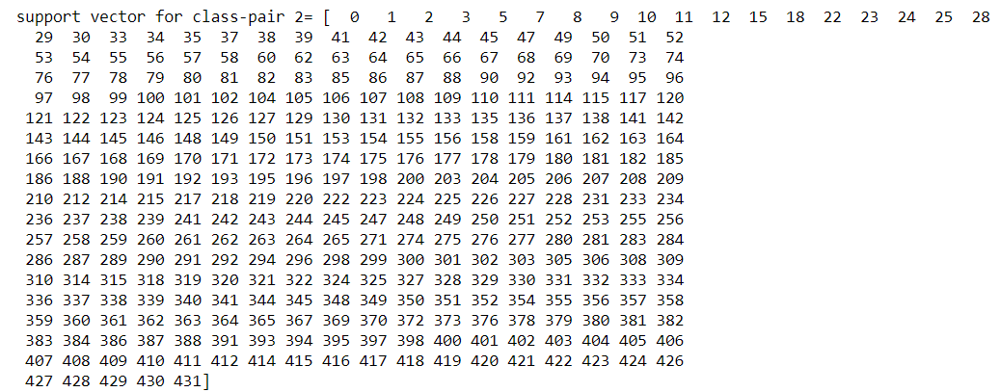 support vector for class-pair 2= [  0   1   2   3   5   7   8   9  10  11  12  15  18  22  23  24  25  28
  29  30  33  34  35  37  38  39  41  42  43  44  45  47  49  50  51  52
  53  54  55  56  57  58  60  62  63  64  65  66  67  68  69  70  73  74
  76  77  78  79  80  81  82  83  85  86  87  88  90  92  93  94  95  96
  97  98  99 100 101 102 104 105 106 107 108 109 110 111 114 115 117 120
 121 122 123 124 125 126 127 129 130 131 132 133 135 136 137 138 141 142
 143 144 145 146 148 149 150 151 153 154 155 156 158 159 161 162 163 164
 166 167 168 169 170 171 172 173 174 175 176 177 178 179 180 181 182 185
 186 188 190 191 192 193 195 196 197 198 200 203 204 205 206 207 208 209
 210 212 214 215 217 218 219 220 222 223 224 225 226 227 228 231 233 234
 236 237 238 239 241 242 243 244 245 247 248 249 250 251 252 253 255 256
 257 258 259 260 261 262 263 264 265 271 274 275 276 277 280 281 283 284
 286 287 289 290 291 292 294 296 298 299 300 301 302 303 305 306 308 309
 310 314 315 318 319 320 321 322 324 325 327 328 329 330 331 332 333 334
 336 337 338 339 340 341 344 345 348 349 350 351 352 354 355 356 357 358
 359 360 361 362 363 364 365 367 369 370 372 373 376 378 379 380 381 382
 383 384 386 387 388 391 393 394 395 397 398 400 401 402 403 404 405 406
 407 408 409 410 411 412 414 415 416 417 418 419 420 421 422 423 424 426
 427 428 429 430 431]